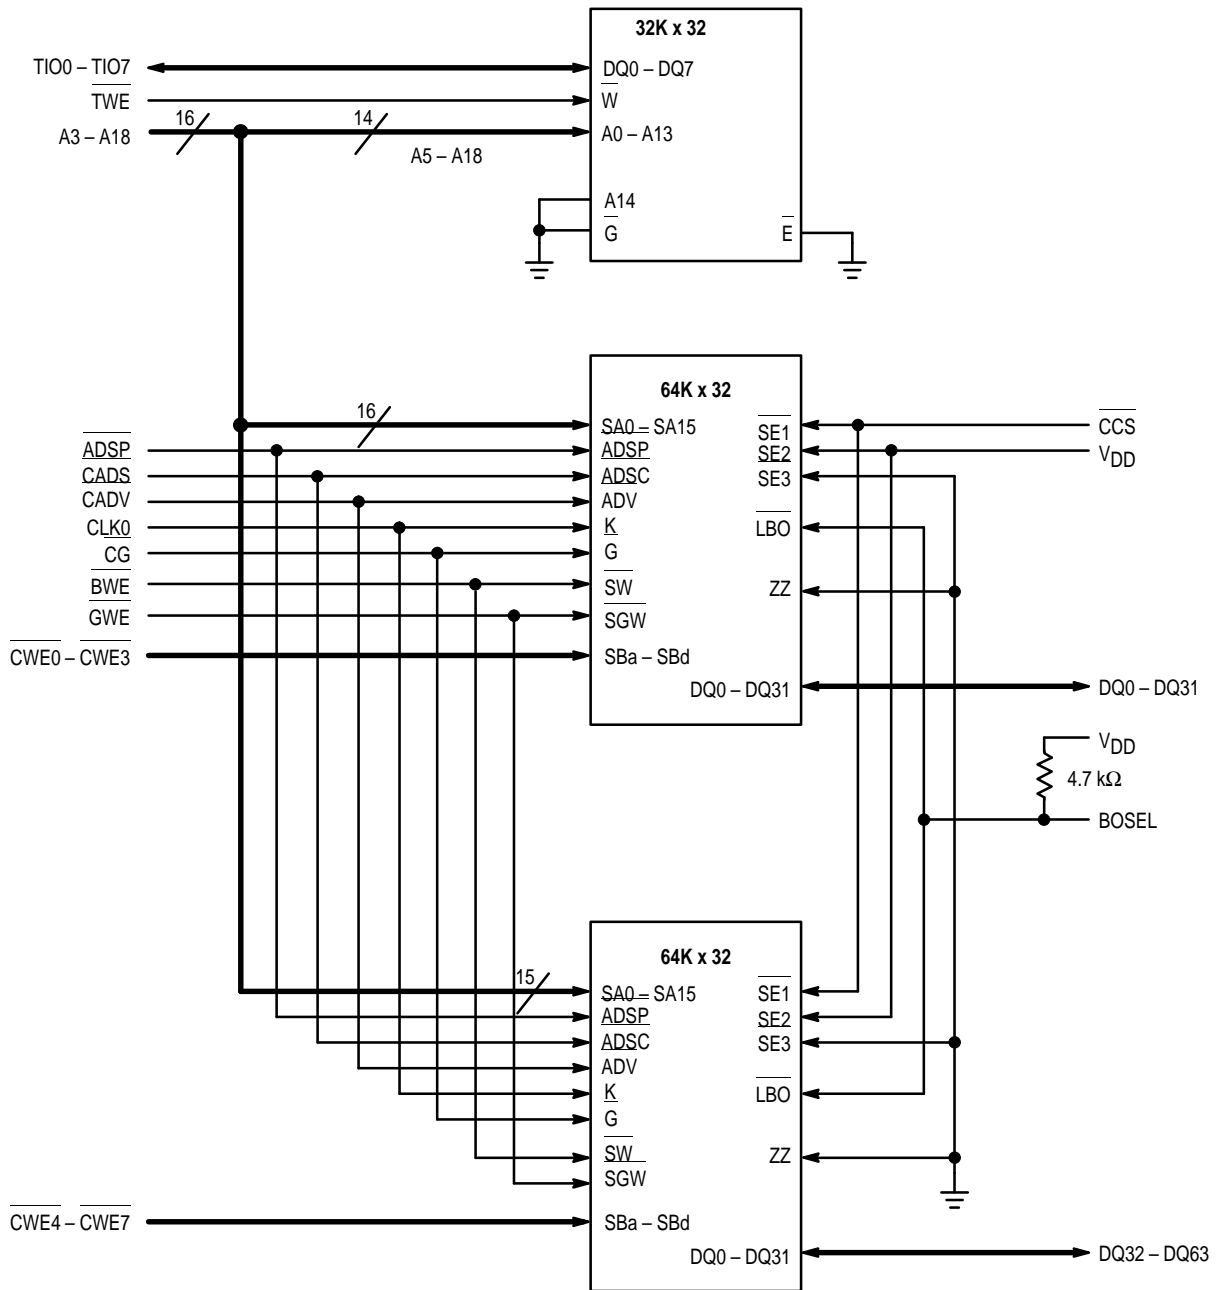 32K x 32
TIO0 – TIO7
DQ0 – DQ7
TWE
W
16
14
A3 – A18
A0 – A13
A5 – A18
A14
G
E
64K x 32
16
SA0 – SA15
SE1
CCS
ADSP
ADSP
SE2
VDD
CADS
ADSC
SE3
CADV
ADV
CLK0
K
LBO
CG
G
BWE
SW
ZZ
GWE
SGW
CWE0 – CWE3
SBa – SBd
DQ0 – DQ31
DQ0 – DQ31
VDD
4.7 kΩ
BOSEL
64K x 32
15
SA0 – SA15
SE1
ADSP
SE2
ADSC
SE3
ADV
K
LBO
G
SW
ZZ
SGW
CWE4 – CWE7
SBa – SBd
DQ0 – DQ31
DQ32 – DQ63